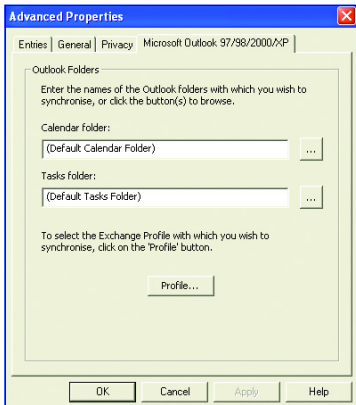 Advanced Properties
Entries General Privacy Microsoft Outlook 97/98/2000/XP
Outlook Folders
Enter the names of the Outlook folders with which you wish to
synchronise, or click the button(s) to browse.
Calendar folder:
(Default Calendar Folder) ...
Tasks folder:
(Default Tasks Folder) ...
To select the Exchange Profile with which you wish to
synchronise, click on the 'Profile' button.
Profile...
OK Cancel Apply Help